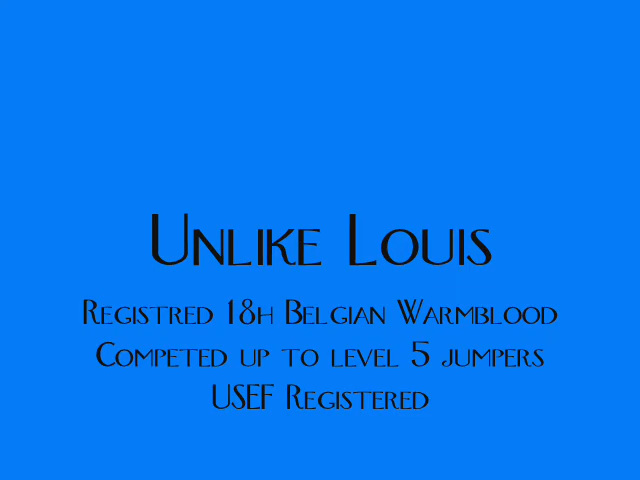 Unlike Louis
Registred 18h Belgian Warmblood
Competed up to level 5 jumpers
USEF Registered